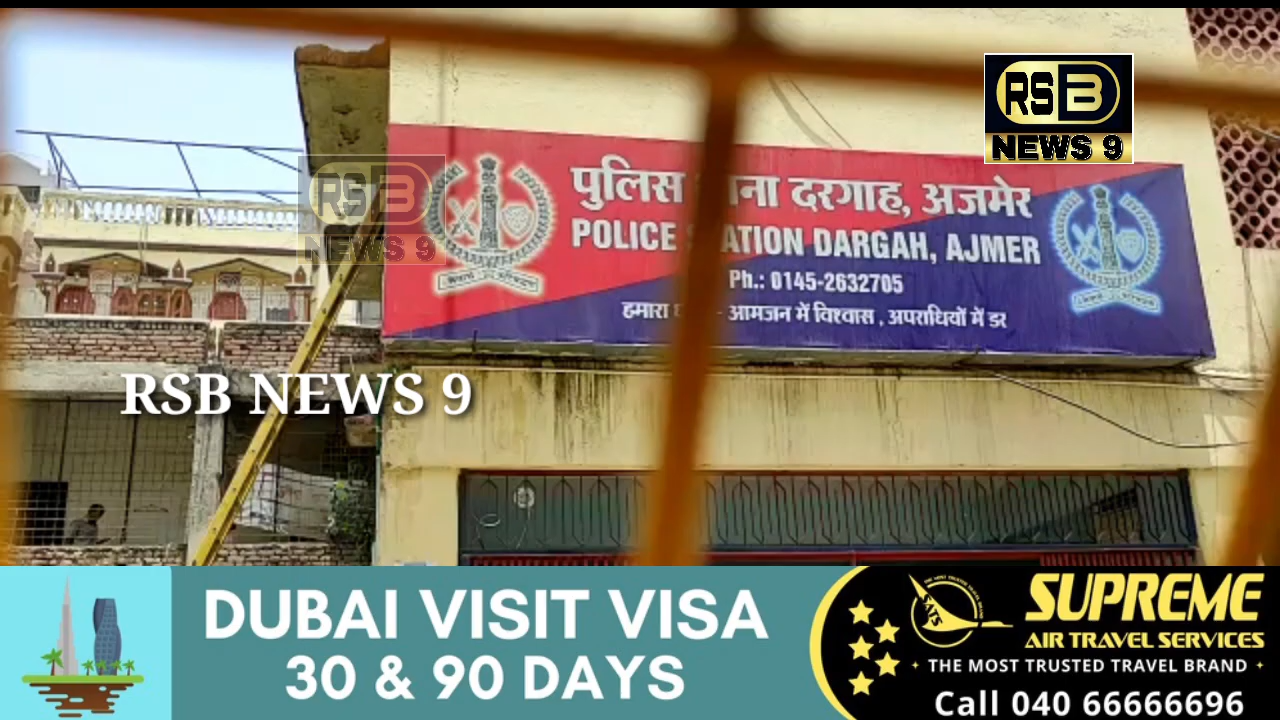 RSB
NEWS 9
RSB
NEWS 9
पुलिस ना दरगाह, अजमेर
POLICE ATION DARGAH, AJMER
Ph.: 0145-2632705
हमारा - आमजन में विश्वास , अपराधियों में डर
RSB NEWS 9
DUBAI VISIT VISA
30 & 90 DAYS
SATS
SUPREME
AIR TRAVEL SERVICES
THE MOST TRUSTED TRAVEL BRAND
Call 040 66666696